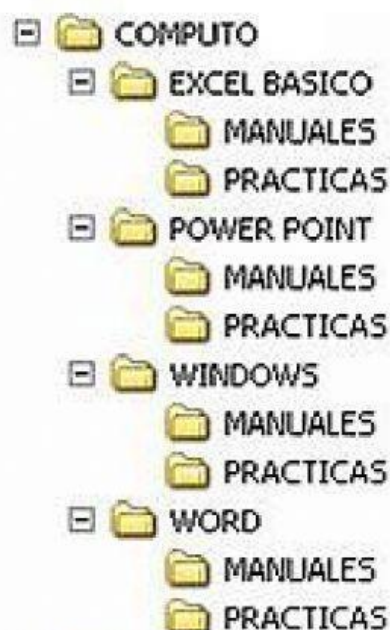 COMPUTO
EXCEL BASICO
MANUALES
PRACTICAS
POWER POINT
MANUALES
PRACTICAS
WINDOWS
MANUALES
PRACTICAS
WORD
MANUALES
PRACTICAS